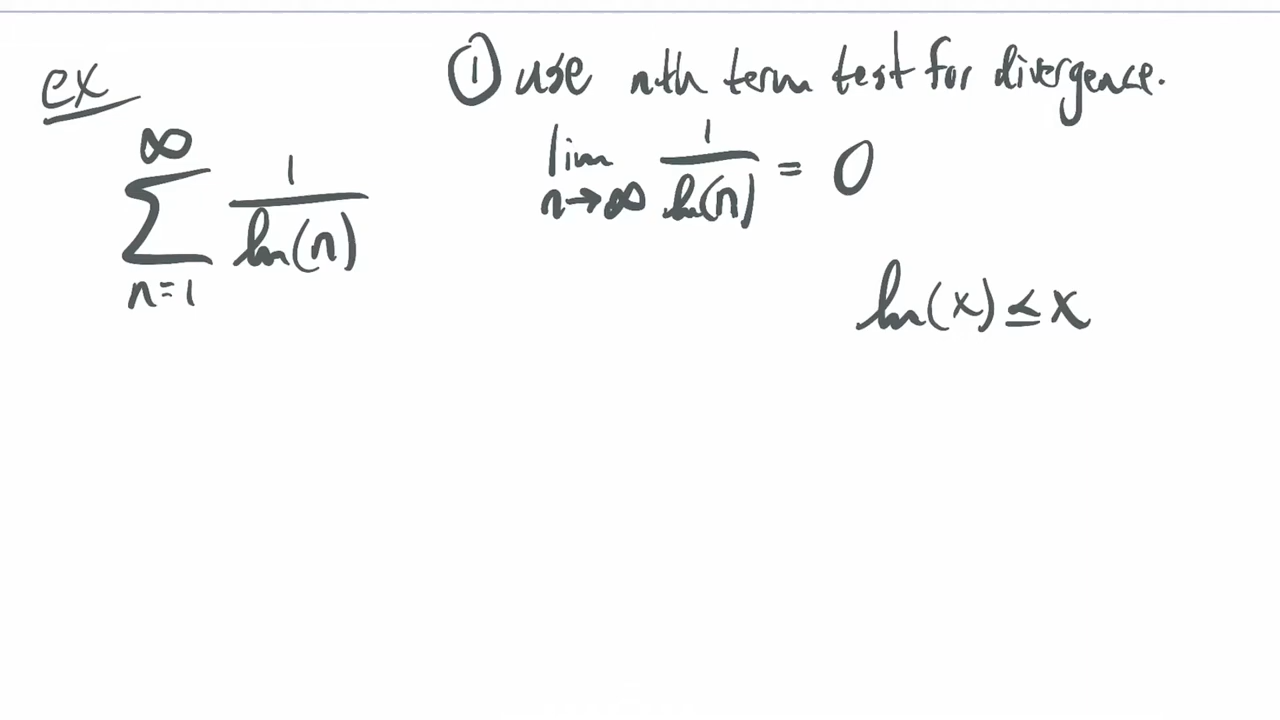 ex
∞
∑ 1/ln(n)
n=1
① use nth term test for divergence.
lim 1/ln(n) = 0
n→∞
ln(x) ≤ x